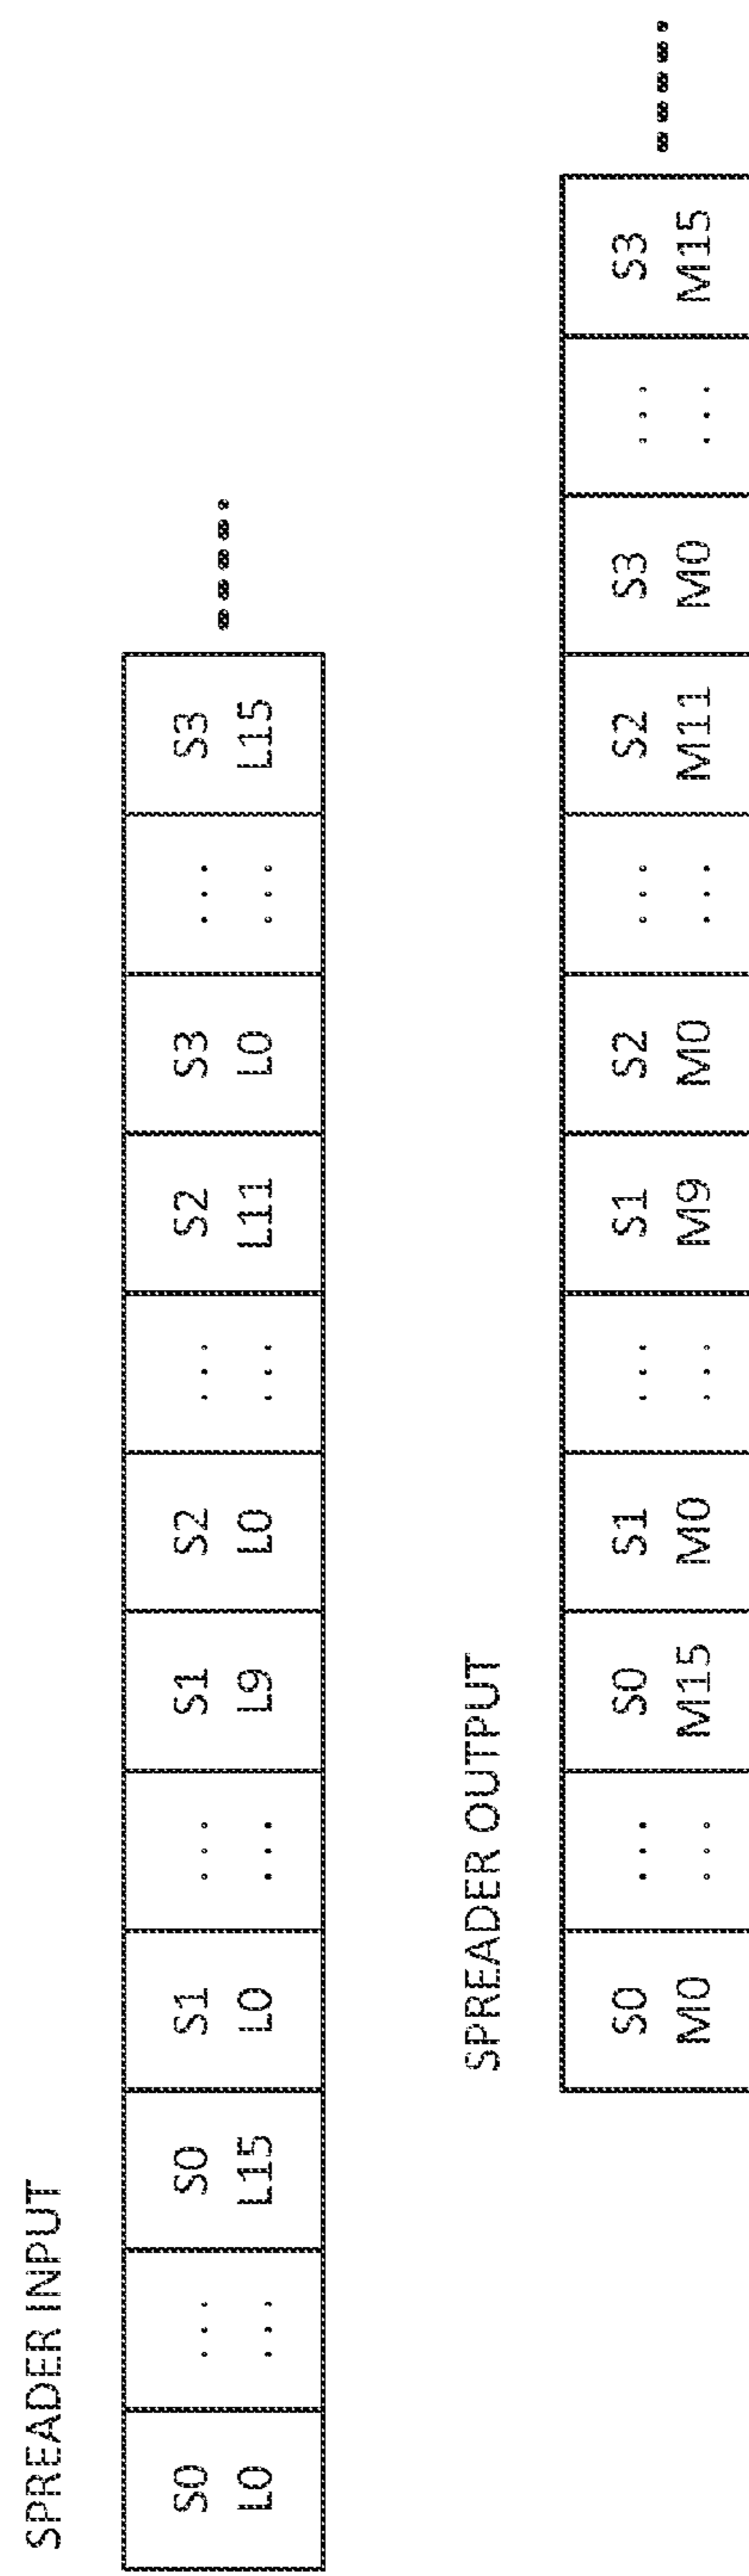 SPREADER INPUT
S0 ... S0 S1 ... S1 S2 ... S2 S3 ... S3 ......
L0 ... L15 L0 ... L9 L0 ... L11 L0 ... L15
SPREADER OUTPUT
S0 ... S0 S1 ... S1 S2 ... S2 S3 ... S3 ......
M0 ... M15 M0 ... M9 M0 ... M11 M0 ... M15